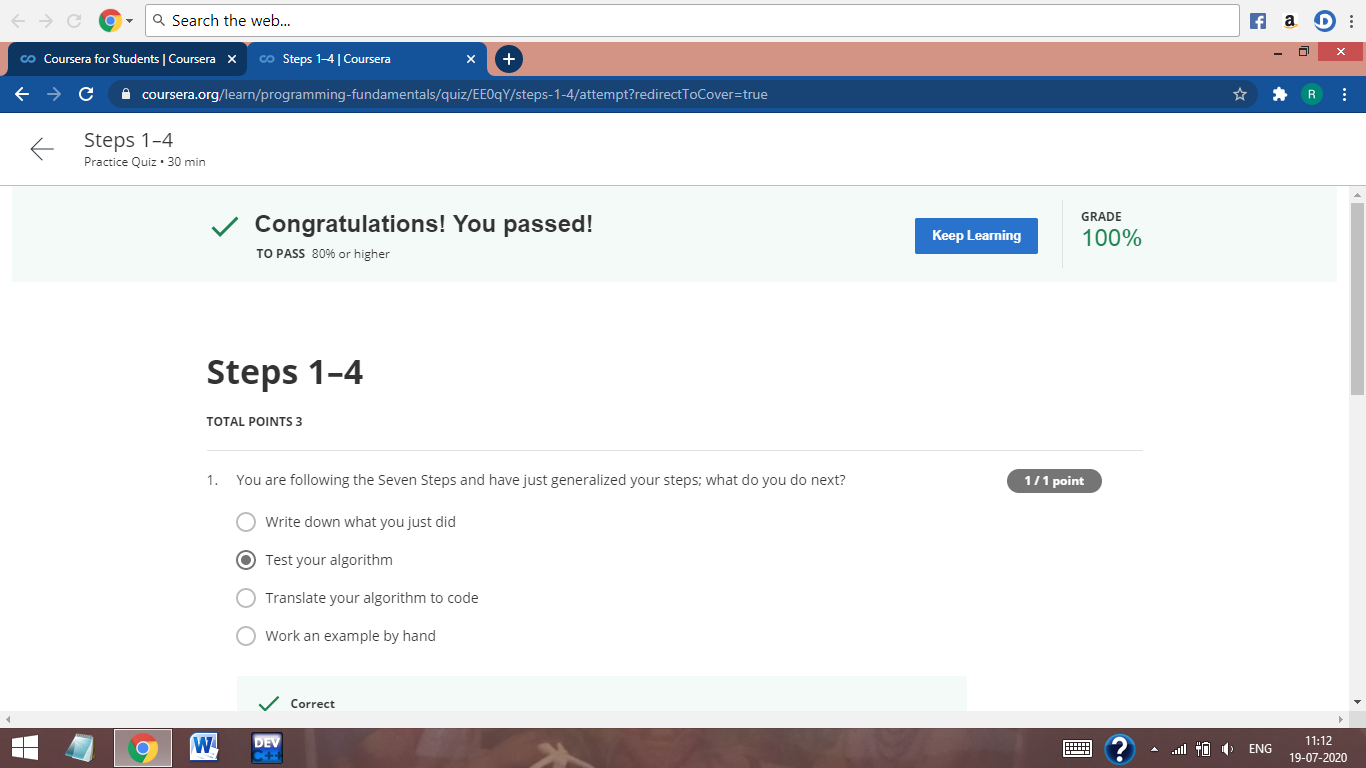 Search the web...
Coursera for Students | Coursera
Steps 1–4 | Coursera
coursera.org/learn/programming-fundamentals/quiz/EE0qY/steps-1-4/attempt?redirectToCover=true
R
Steps 1–4
Practice Quiz • 30 min
Congratulations! You passed!
TO PASS 80% or higher
Keep Learning
GRADE
100%
Steps 1–4
TOTAL POINTS 3
1. You are following the Seven Steps and have just generalized your steps; what do you do next?
1 / 1 point
Write down what you just did
Test your algorithm
Translate your algorithm to code
Work an example by hand
Correct
DEV
C++
ENG
11:12
19-07-2020